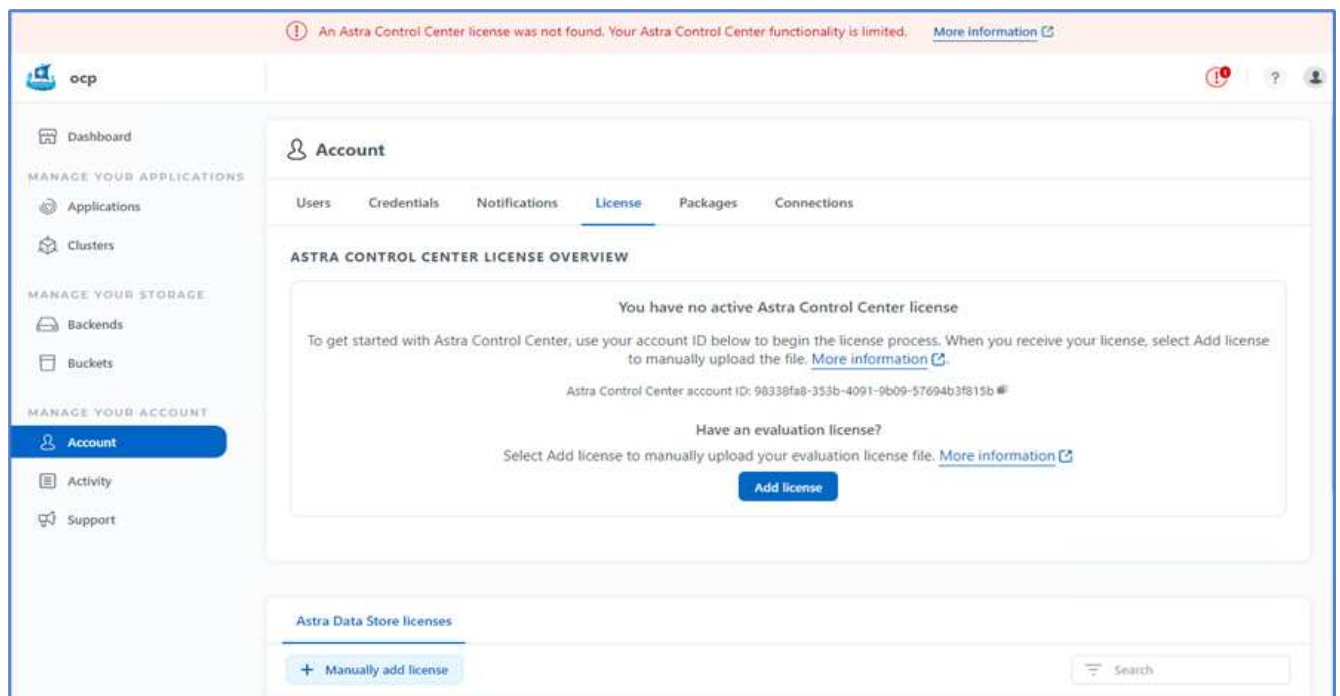 An Astra Control Center license was not found. Your Astra Control Center functionality is limited. More information
ocp
1
?
Dashboard
MANAGE YOUR APPLICATIONS
Applications
Clusters
MANAGE YOUR STORAGE
Backends
Buckets
MANAGE YOUR ACCOUNT
Account
Activity
Support
Account
Users Credentials Notifications License Packages Connections
ASTRA CONTROL CENTER LICENSE OVERVIEW
You have no active Astra Control Center license
To get started with Astra Control Center, use your account ID below to begin the license process. When you receive your license, select Add license
to manually upload the file. More information.
Astra Control Center account ID: 98338fa8-353b-4091-9b09-57694b3f815b
Have an evaluation license?
Select Add license to manually upload your evaluation license file. More information
Add license
Astra Data Store licenses
+ Manually add license
Search